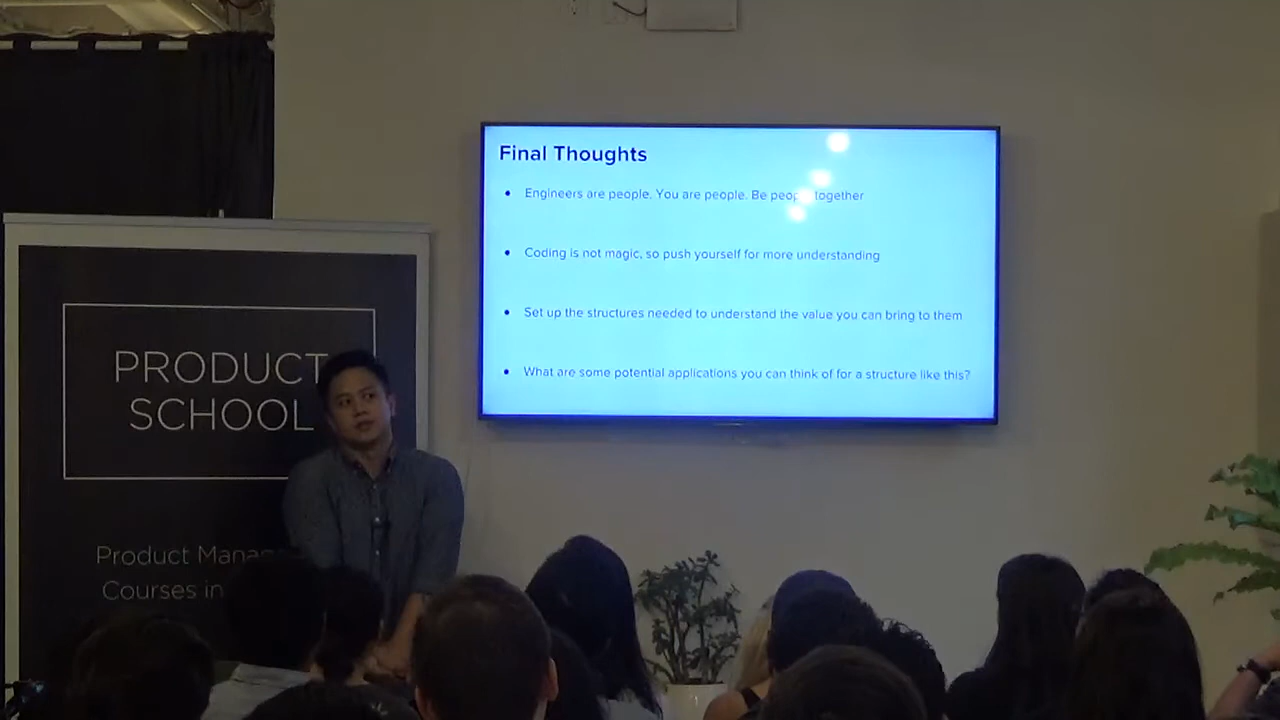 PRODUCT
SCHOOL
Product
Courses in
Final Thoughts
Engineers are people. You are people. Be together
Coding is not magic, so push yourself for more understanding
Set up the structures needed to understand the value you can bring to them
What are some potential applications you can think of for a structure like this?